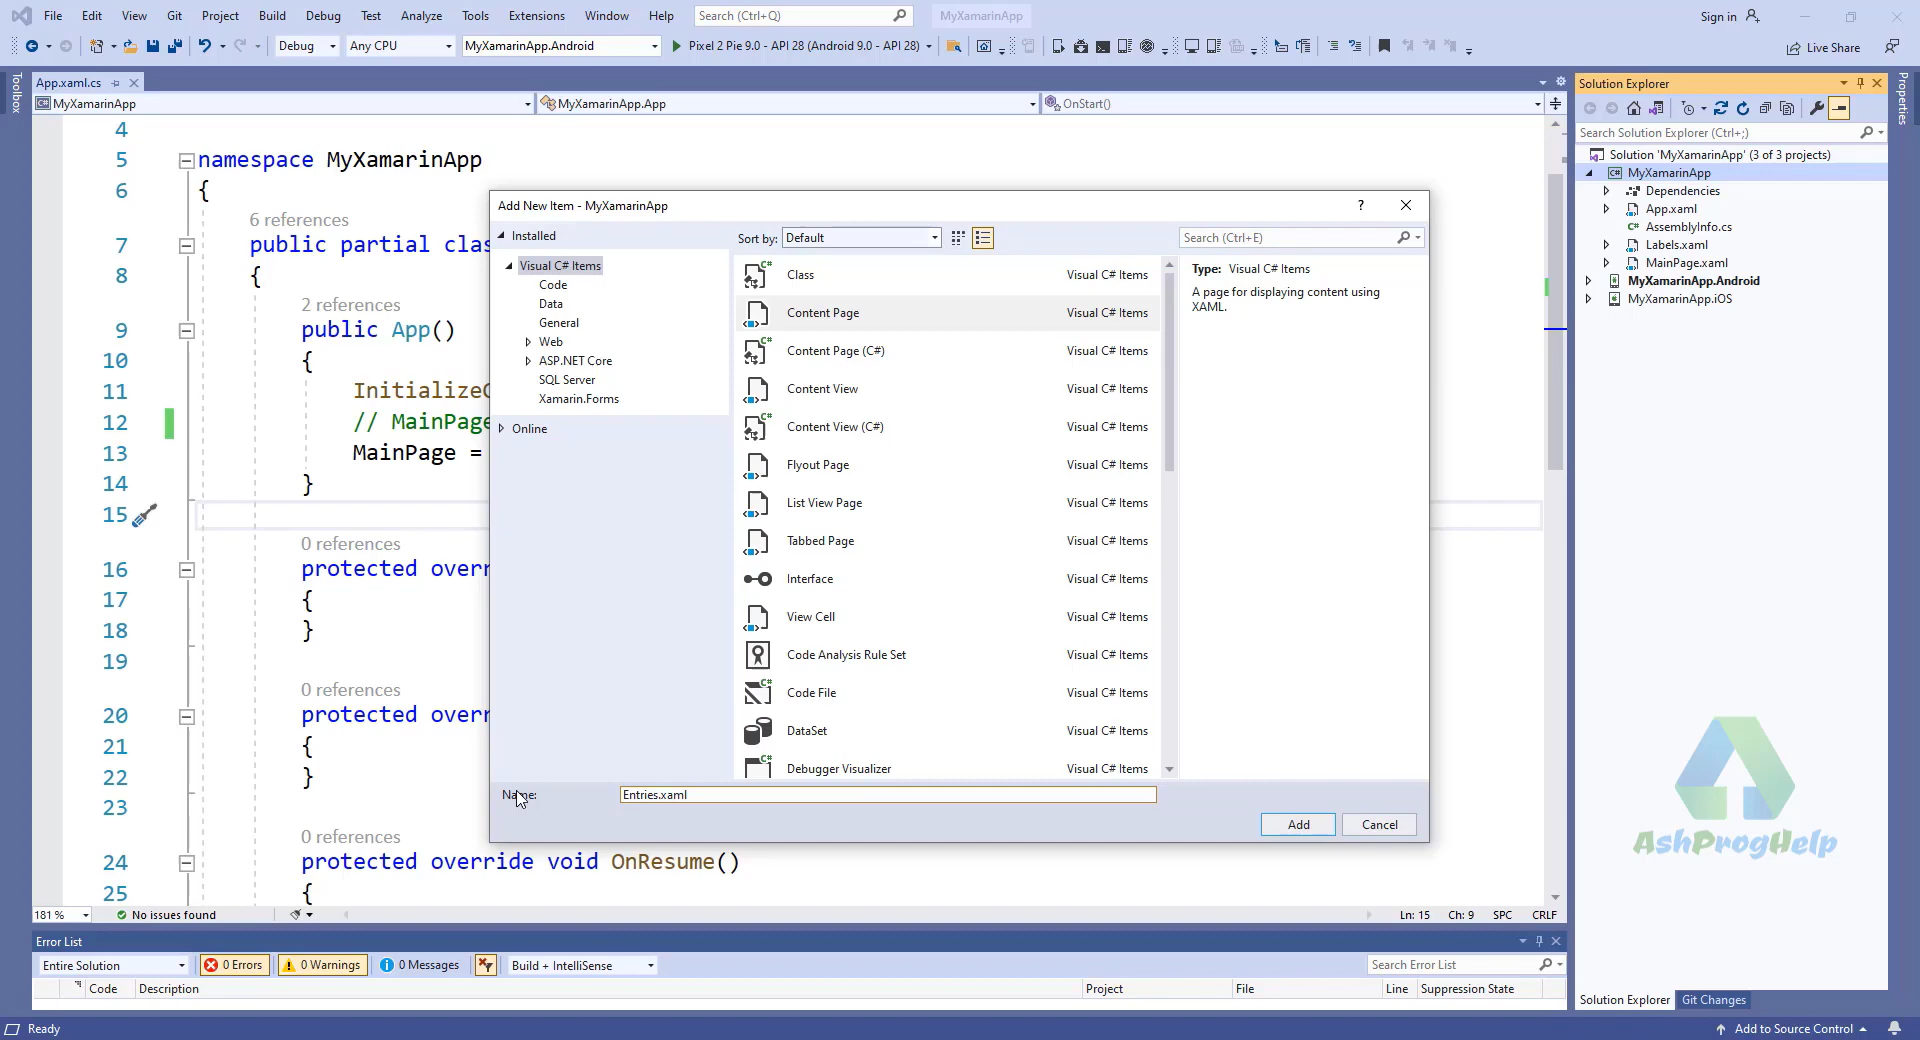 File Edit View Git Project Build Debug Test Analyze Tools Extensions Window Help Search (Ctrl+Q) MyXamarinApp Sign in
Debug Any CPU MyXamarinApp.Android Pixel 2 Pie 9.0 - API 28 (Android 9.0 - API 28) Live Share
Toolbox
App.xaml.cs
MyXamarinApp MyXamarinApp.App OnStart()
4
5 namespace MyXamarinApp
6 {
6 references
7 public partial clas
8 {
2 references
9 public App()
10 {
11 Initialize
12 // MainPage
13 MainPage =
14 }
15
0 references
16 protected overr
17 {
18 }
19
0 references
20 protected overr
21 {
22 }
23
0 references
24 protected override void OnResume()
25 {
181 % No issues found Ln: 15 Ch: 9 SPC CRLF
Add New Item - MyXamarinApp ?
Installed
Visual C# Items
Code
Data
General
Web
ASP.NET Core
SQL Server
Xamarin.Forms
Online
Sort by: Default
Class Visual C# Items
Content Page Visual C# Items
Content Page (C#) Visual C# Items
Content View Visual C# Items
Content View (C#) Visual C# Items
Flyout Page Visual C# Items
List View Page Visual C# Items
Tabbed Page Visual C# Items
Interface Visual C# Items
View Cell Visual C# Items
Code Analysis Rule Set Visual C# Items
Code File Visual C# Items
DataSet Visual C# Items
Debugger Visualizer Visual C# Items
Search (Ctrl+E)
Type: Visual C# Items
A page for displaying content using
XAML.
Name: Entries.xaml
Add Cancel
Solution Explorer
Search Solution Explorer (Ctrl+;)
Solution 'MyXamarinApp' (3 of 3 projects)
MyXamarinApp
Dependencies
App.xaml
AssemblyInfo.cs
Labels.xaml
MainPage.xaml
MyXamarinApp.Android
MyXamarinApp.iOS
Properties
AshProgHelp
Solution Explorer Git Changes
Error List
Entire Solution 0 Errors 0 Warnings 0 Messages Build + IntelliSense Search Error List
Code Description Project File Line Suppression State
Ready Add to Source Control